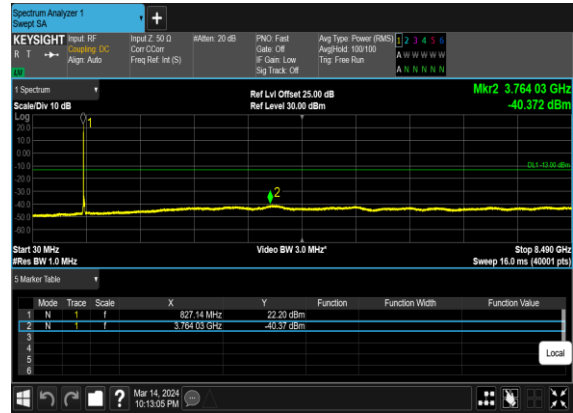 Spectrum Analyzer 1
Swept SA
+
KEYSIGHT Input: RF Input Z: 50 Ω #Atten: 20 dB PNO: Fast Avg Type: Power (RMS) 1 2 3 4 5 6
R T Coupling: DC Corr CCorr Gate: Off Avg|Hold: 100/100 A W W W W W
Align: Auto Freq Ref: Int (S) IF Gain: Low Trig: Free Run
LW Sig Track: Off A N N N N N
1 Spectrum Ref Lvl Offset 25.00 dB Mkr2 3.764 03 GHz
Scale/Div 10 dB Ref Level 30.00 dBm -40.372 dBm
Log
20.0
10.0
0.00
-10.0
-20.0
-30.0
-40.0
-50.0
-60.0
1
2
DL1 -13.00 dBm
Start 30 MHz Video BW 3.0 MHz* Stop 8.490 GHz
#Res BW 1.0 MHz Sweep 16.0 ms (40001 pts)
5 Marker Table
Mode Trace Scale X Y Function Function Width Function Value
1 N 1 f 827.14 MHz 22.20 dBm
2 N 1 f 3.764 03 GHz -40.37 dBm
3
4
5
6
Local
? Mar 14, 2024
10:13:05 PM